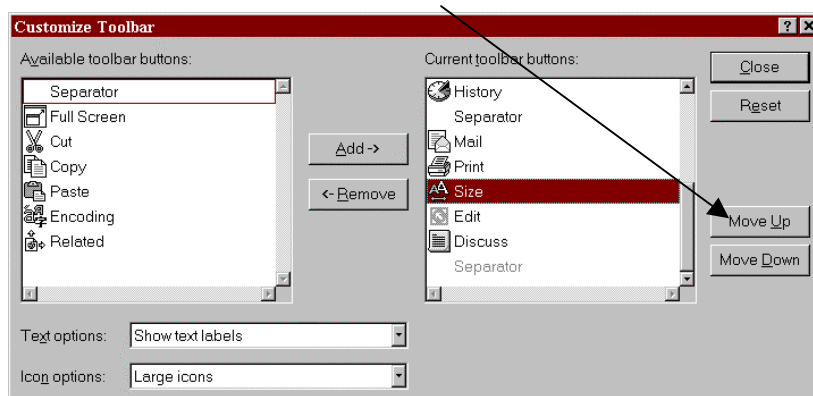 Customize Toolbar
Available toolbar buttons:
Separator
Full Screen
Cut
Copy
Paste
Encoding
Related
Add ->
<- Remove
Current toolbar buttons:
History
Separator
Mail
Print
Size
Edit
Discuss
Separator
Close
Reset
Move Up
Move Down
Text options: Show text labels
Icon options: Large icons